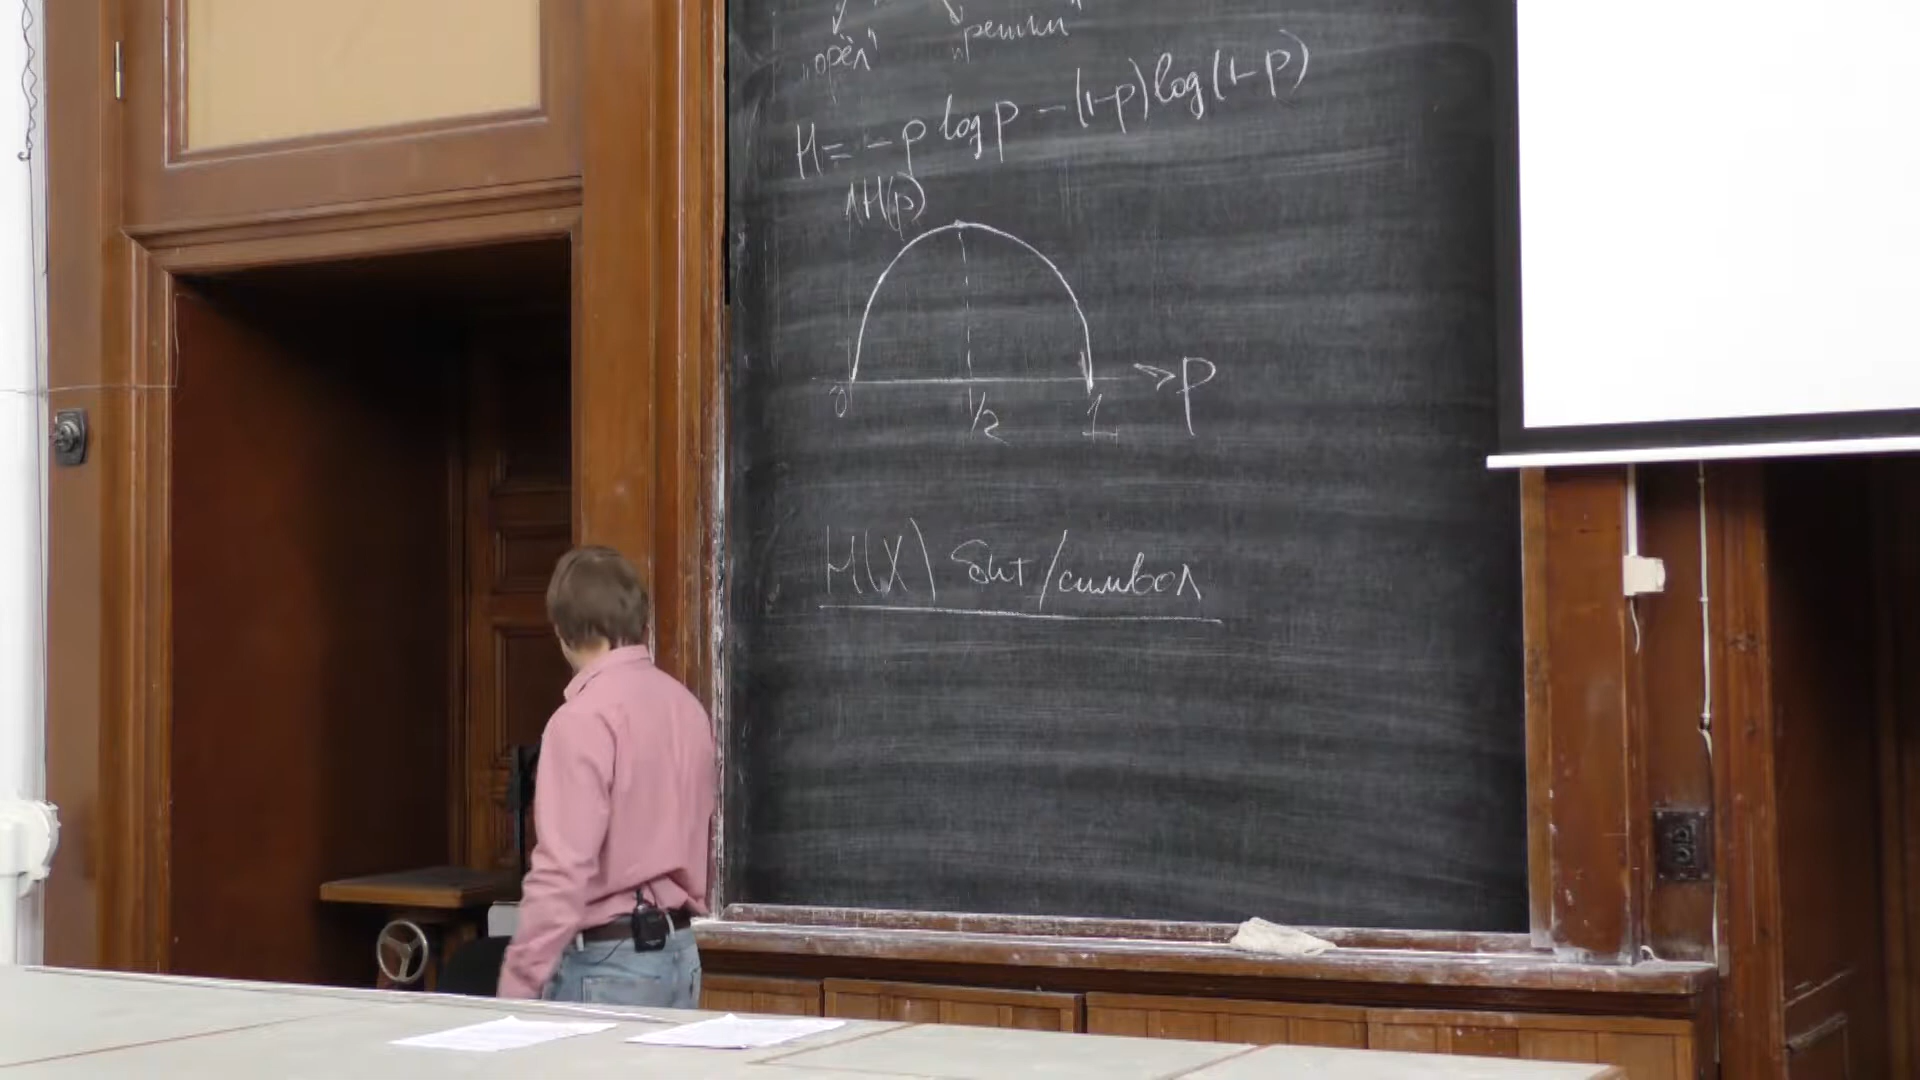 "орёл" "решки"
H = - p log p - (1-p) log (1-p)
H(p)
0 1/2 1 p
H(X) бит/символ